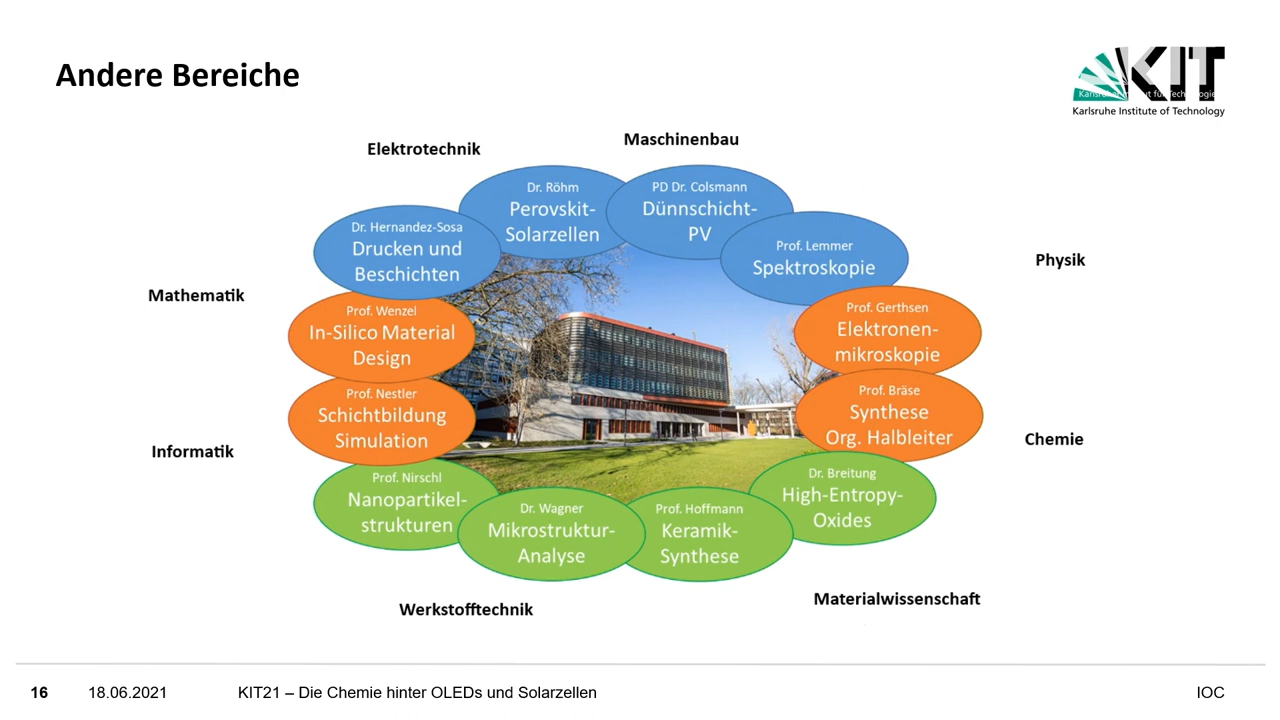 Andere Bereiche
KIT
Karlsruhe Institute of Technology
Maschinenbau
Elektrotechnik
Dr. Röhm
Perovskit-
Solarzellen
PD Dr. Colsmann
Dünnschicht-
PV
Dr. Hernandez-Sosa
Drucken und
Beschichten
Prof. Lemmer
Spektroskopie
Physik
Mathematik
Prof. Wenzel
In-Silico Material
Design
Prof. Gerthsen
Elektronen-
mikroskopie
Prof. Nestler
Schichtbildung
Simulation
Prof. Bräse
Synthese
Org. Halbleiter
Informatik
Chemie
Prof. Nirschl
Nanopartikel-
strukturen
Dr. Wagner
Mikrostruktur-
Analyse
Prof. Hoffmann
Keramik-
Synthese
Dr. Breitung
High-Entropy-
Oxides
Werkstofftechnik
Materialwissenschaft
16 18.06.2021 KIT21 – Die Chemie hinter OLEDs und Solarzellen IOC